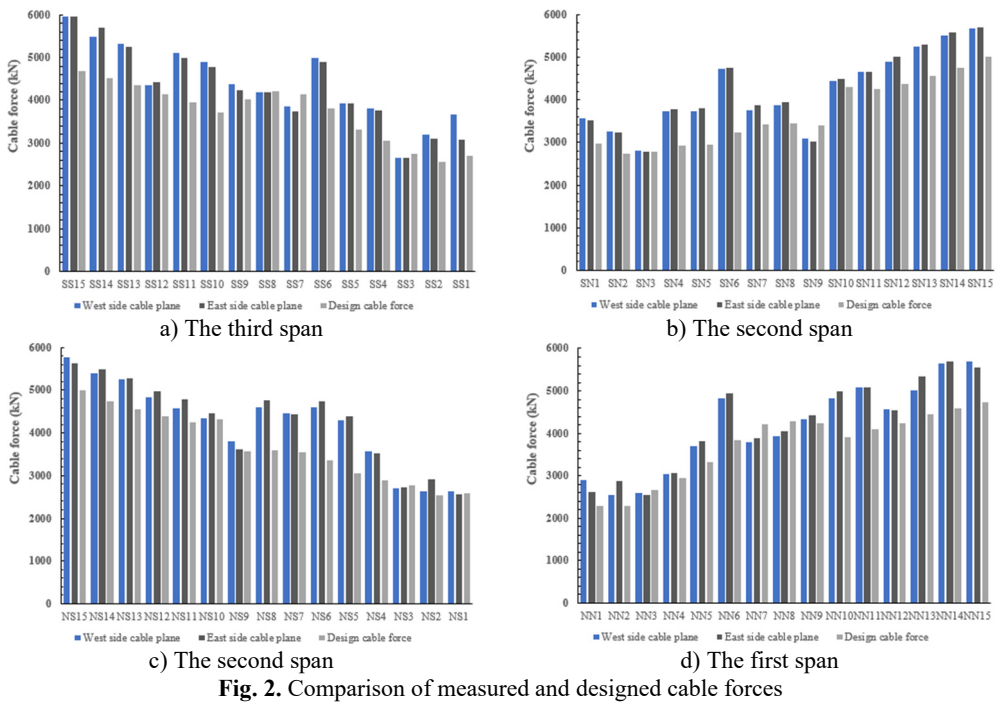 Cable force (kN)
6000
5000
4000
3000
2000
1000
0
SS15 SS14 SS13 SS12 SS11 SS10 SS9 SS8 SS7 SS6 SS5 SS4 SS3 SS2 SS1
West side cable plane East side cable plane Design cable force
a) The third span
Cable force (kN)
6000
5000
4000
3000
2000
1000
0
SN1 SN2 SN3 SN4 SN5 SN6 SN7 SN8 SN9 SN10 SN11 SN12 SN13 SN14 SN15
West side cable plane East side cable plane Design cable force
b) The second span
Cable force (kN)
6000
5000
4000
3000
2000
1000
0
NS15 NS14 NS13 NS12 NS11 NS10 NS9 NS8 NS7 NS6 NS5 NS4 NS3 NS2 NS1
West side cable plane East side cable plane Design cable force
c) The second span
Cable force (kN)
6000
5000
4000
3000
2000
1000
0
NN1 NN2 NN3 NN4 NN5 NN6 NN7 NN8 NN9 NN10 NN11 NN12 NN13 NN14 NN15
West side cable plane East side cable plane Design cable force
d) The first span
Fig. 2. Comparison of measured and designed cable forces